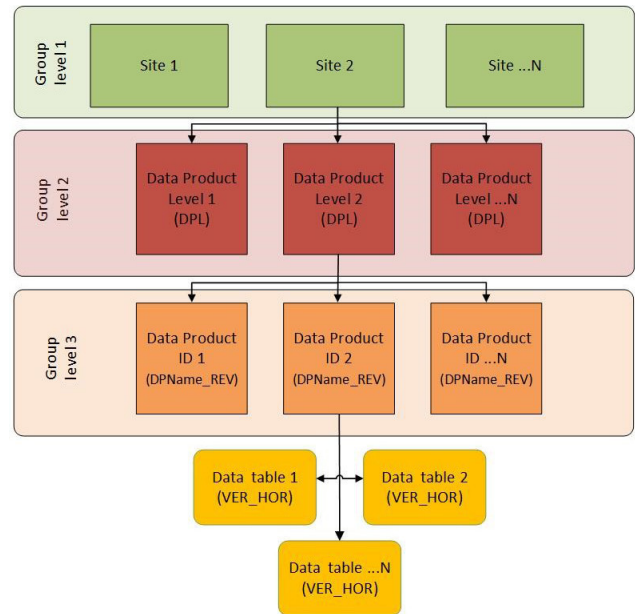 Group
level 1
Site 1
Site 2
Site ...N
Group
level 2
Data Product
Level 1
(DPL)
Data Product
Level 2
(DPL)
Data Product
Level ...N
(DPL)
Group
level 3
Data Product
ID 1
(DPName_REV)
Data Product
ID 2
(DPName_REV)
Data Product
ID ...N
(DPName_REV)
Data table 1
(VER_HOR)
Data table 2
(VER_HOR)
Data table ...N
(VER_HOR)